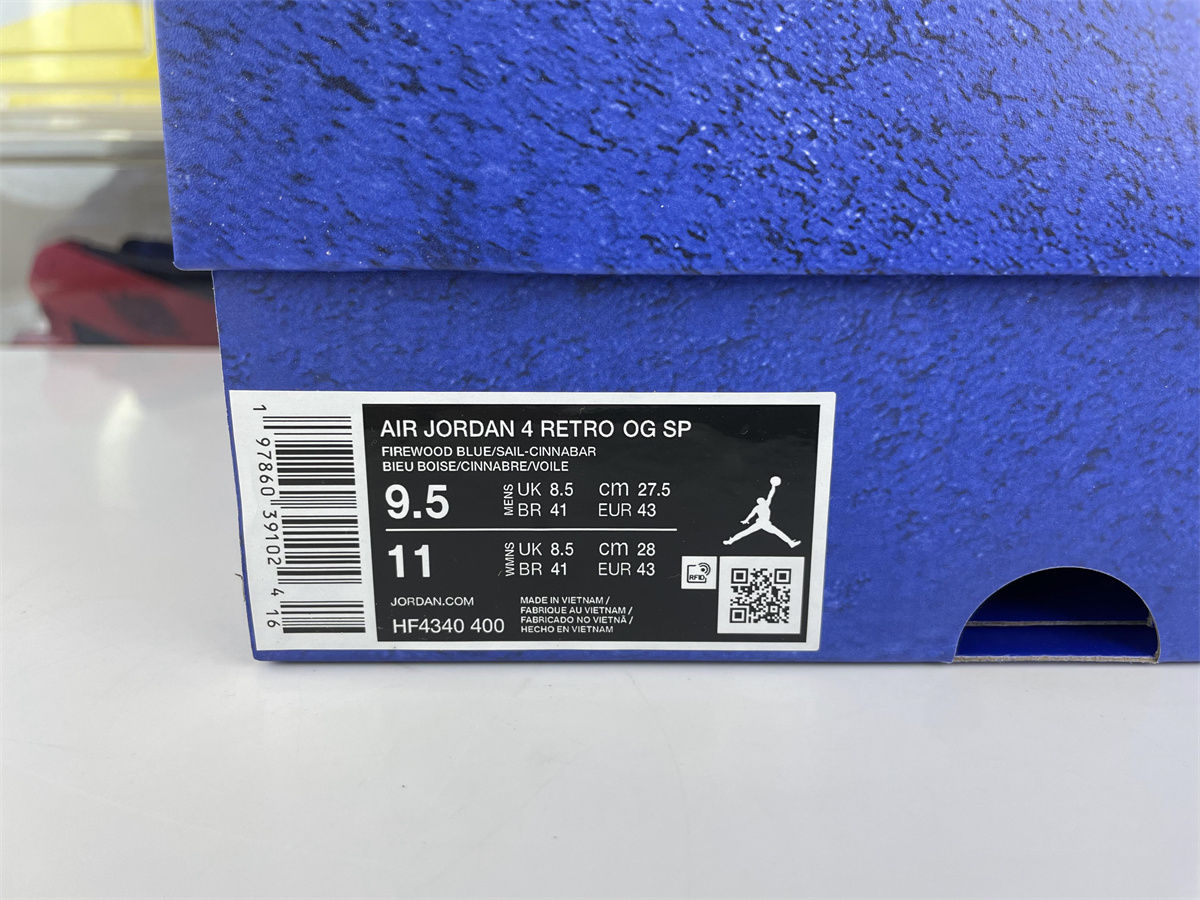 1 97860 39102 4 16
AIR JORDAN 4 RETRO OG SP
FIREWOOD BLUE/SAIL-CINNABAR
BIEU BOISE/CINNABRE/VOILE
9.5 MENS UK 8.5 cm 27.5
BR 41 EUR 43
11 WMNS UK 8.5 cm 28
BR 41 EUR 43
RFID
JORDAN.COM
HF4340 400
MADE IN VIETNAM /
FABRIQUE AU VIETNAM /
FABRICADO NO VIETNÃ /
HECHO EN VIETNAM